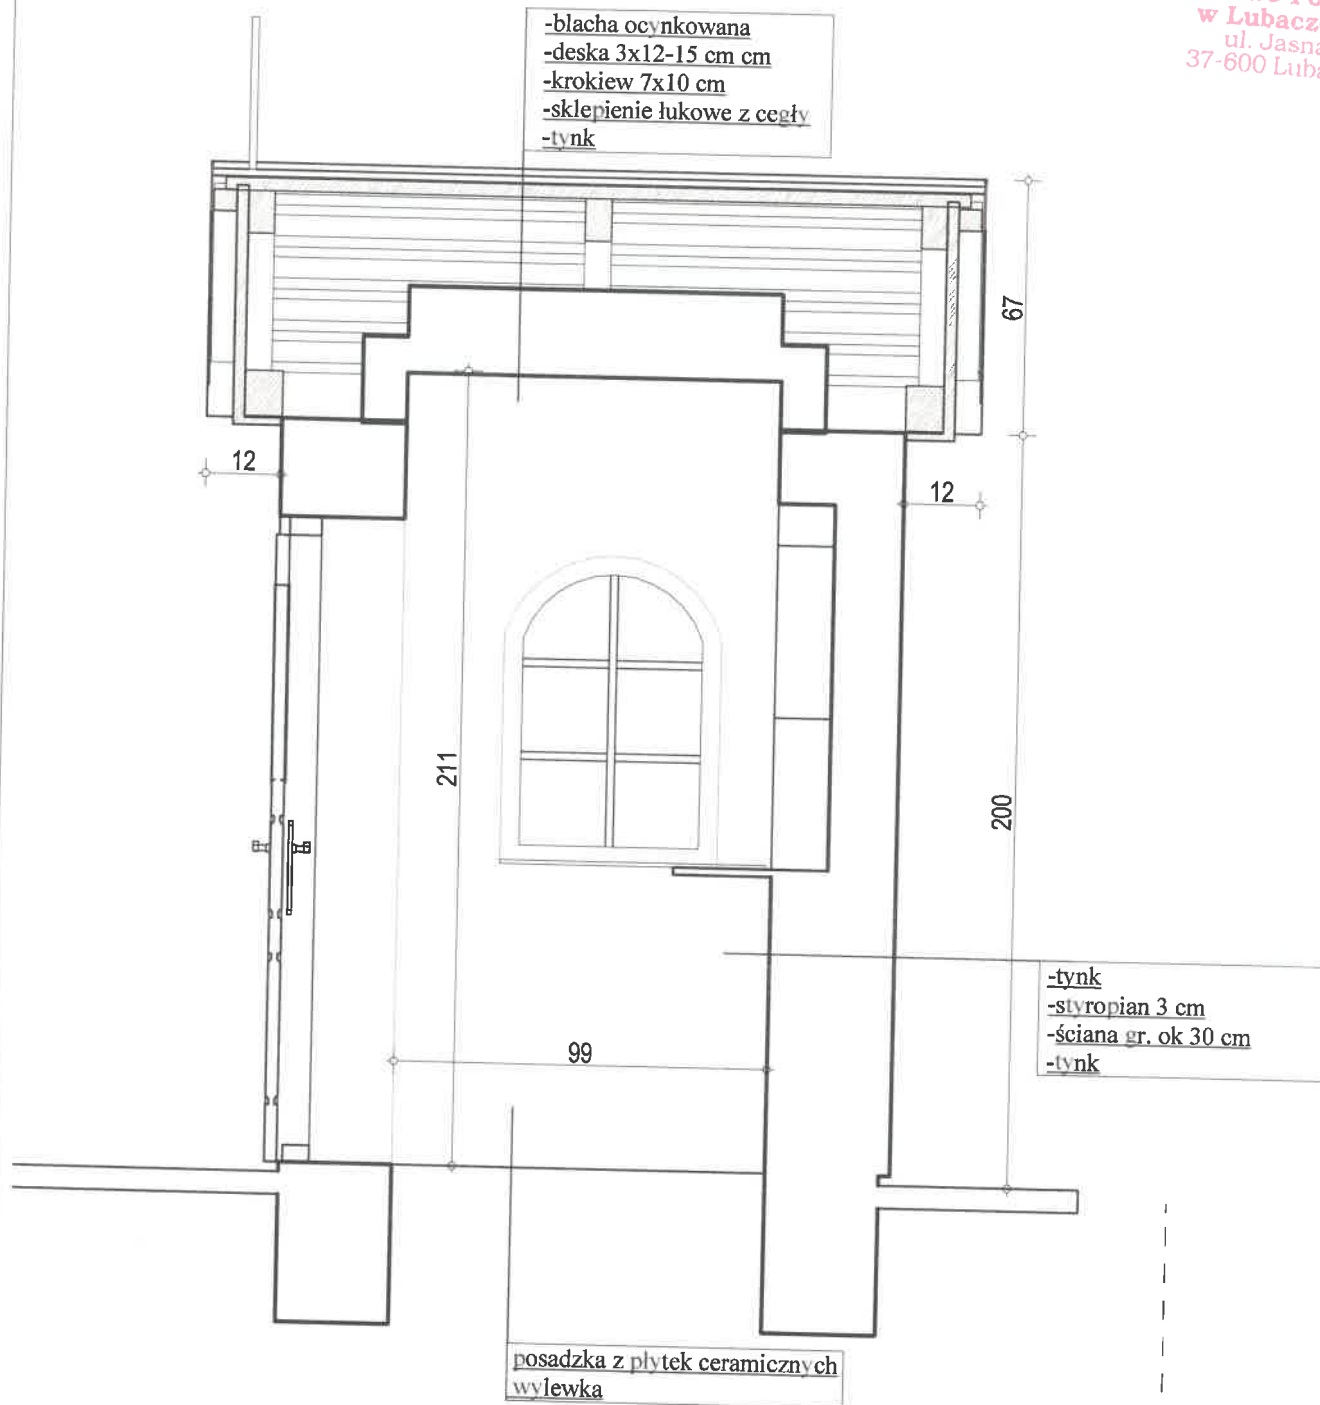 w Lubacz
ul. Jasna
37-600 Luba
-blacha ocynkowana
-deska 3x12-15 cm cm
-krokiew 7x10 cm
-sklepienie łukowe z cegły
-tynk
67
12
12
211
200
99
-tynk
-styropian 3 cm
-ściana gr. ok 30 cm
-tynk
posadzka z płytek ceramicznych
wylewka